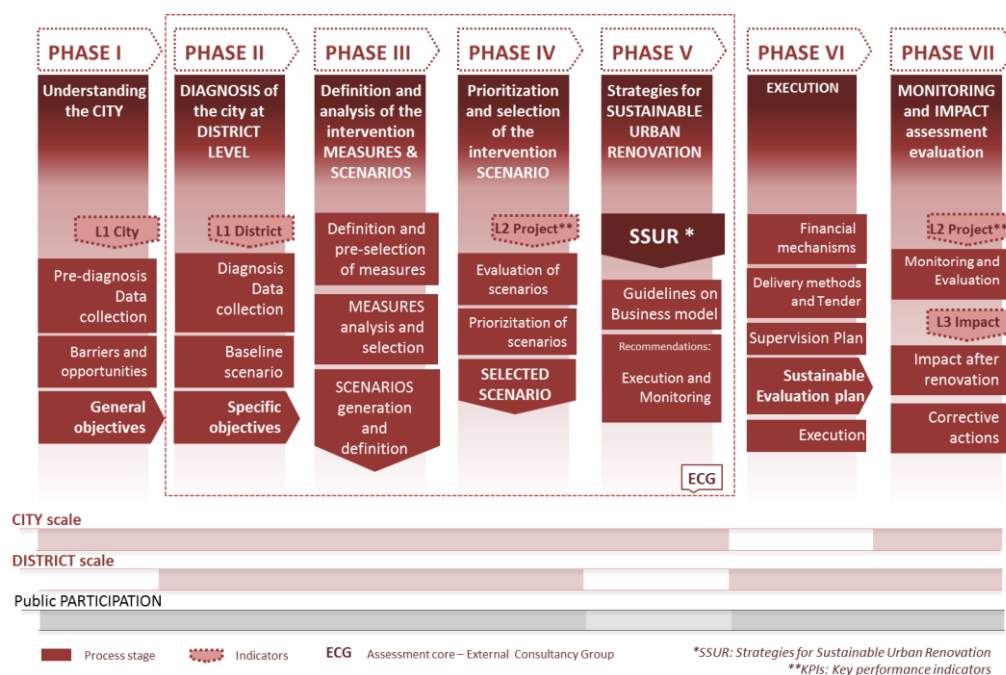 PHASE I
PHASE II
PHASE III
PHASE IV
PHASE V
PHASE VI
PHASE VII
Understanding
the CITY
L1 City
Pre-diagnosis
Data
collection
Barriers and
opportunities
General
objectives
DIAGNOSIS of
the city at
DISTRICT
LEVEL
L1 District
Diagnosis
Data
collection
Baseline
scenario
Specific
objectives
Definition and
analysis of the
intervention
MEASURES &
SCENARIOS
Definition and
pre-selection
of measures
MEASURES
analysis and
selection
SCENARIOS
generation
and
definition
Prioritization
and selection
of the
intervention
SCENARIO
L2 Project**
Evaluation of
scenarios
Priorizitation of
scenarios
SELECTED
SCENARIO
Strategies for
SUSTAINABLE
URBAN
RENOVATION
SSUR *
Guidelines on
Business model
Recommendations:
Execution and
Monitoring
ECG
EXECUTION
Financial
mechanisms
Delivery methods
and Tender
Supervision Plan
Sustainable
Evaluation plan
Execution
MONITORING
and IMPACT
assessment
evaluation
L2 Project**
Monitoring and
Evaluation
L3 Impact
Impact after
renovation
Corrective
actions
CITY scale
DISTRICT scale
Public PARTICIPATION
Process stage
Indicators
ECG Assessment core – External Consultancy Group
*SSUR: Strategies for Sustainable Urban Renovation
**KPIs: Key performance indicators